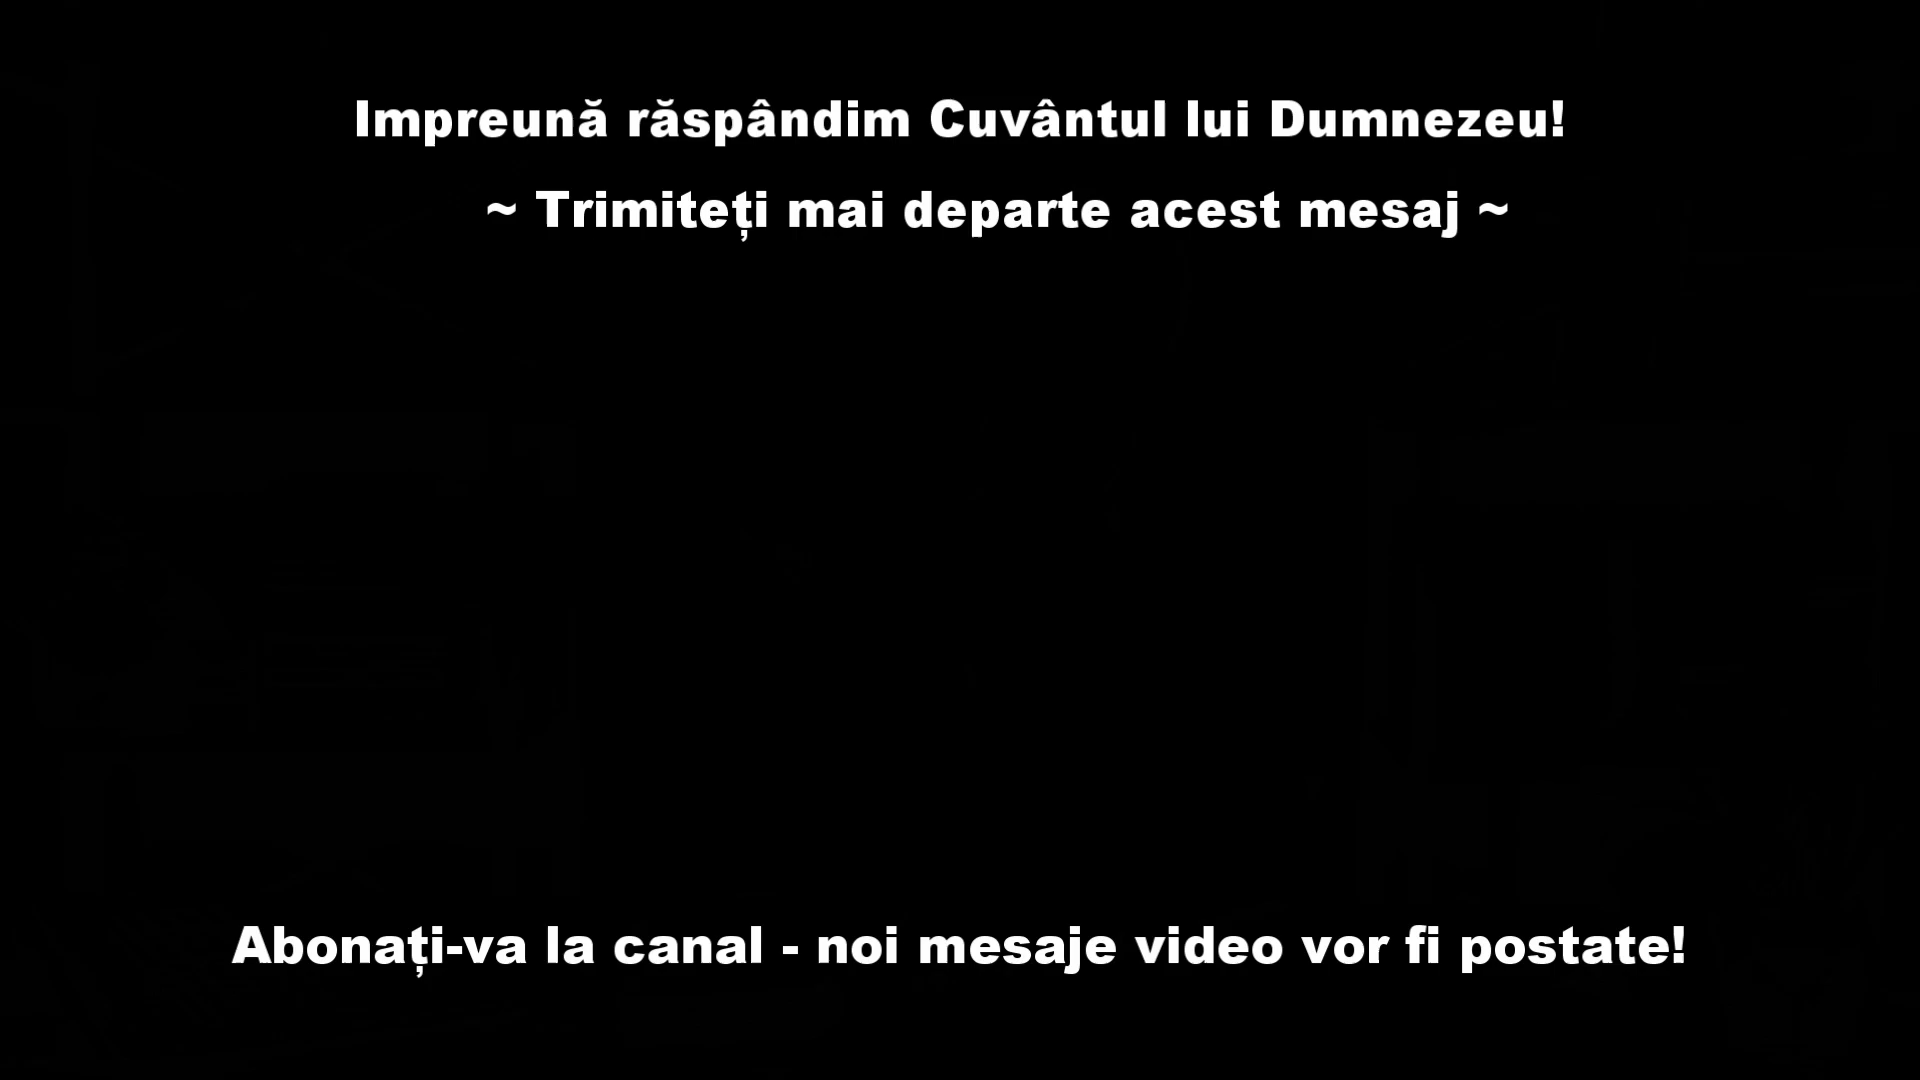 Impreună răspândim Cuvântul lui Dumnezeu!
~ Trimiteți mai departe acest mesaj ~
Abonați-va la canal - noi mesaje video vor fi postate!